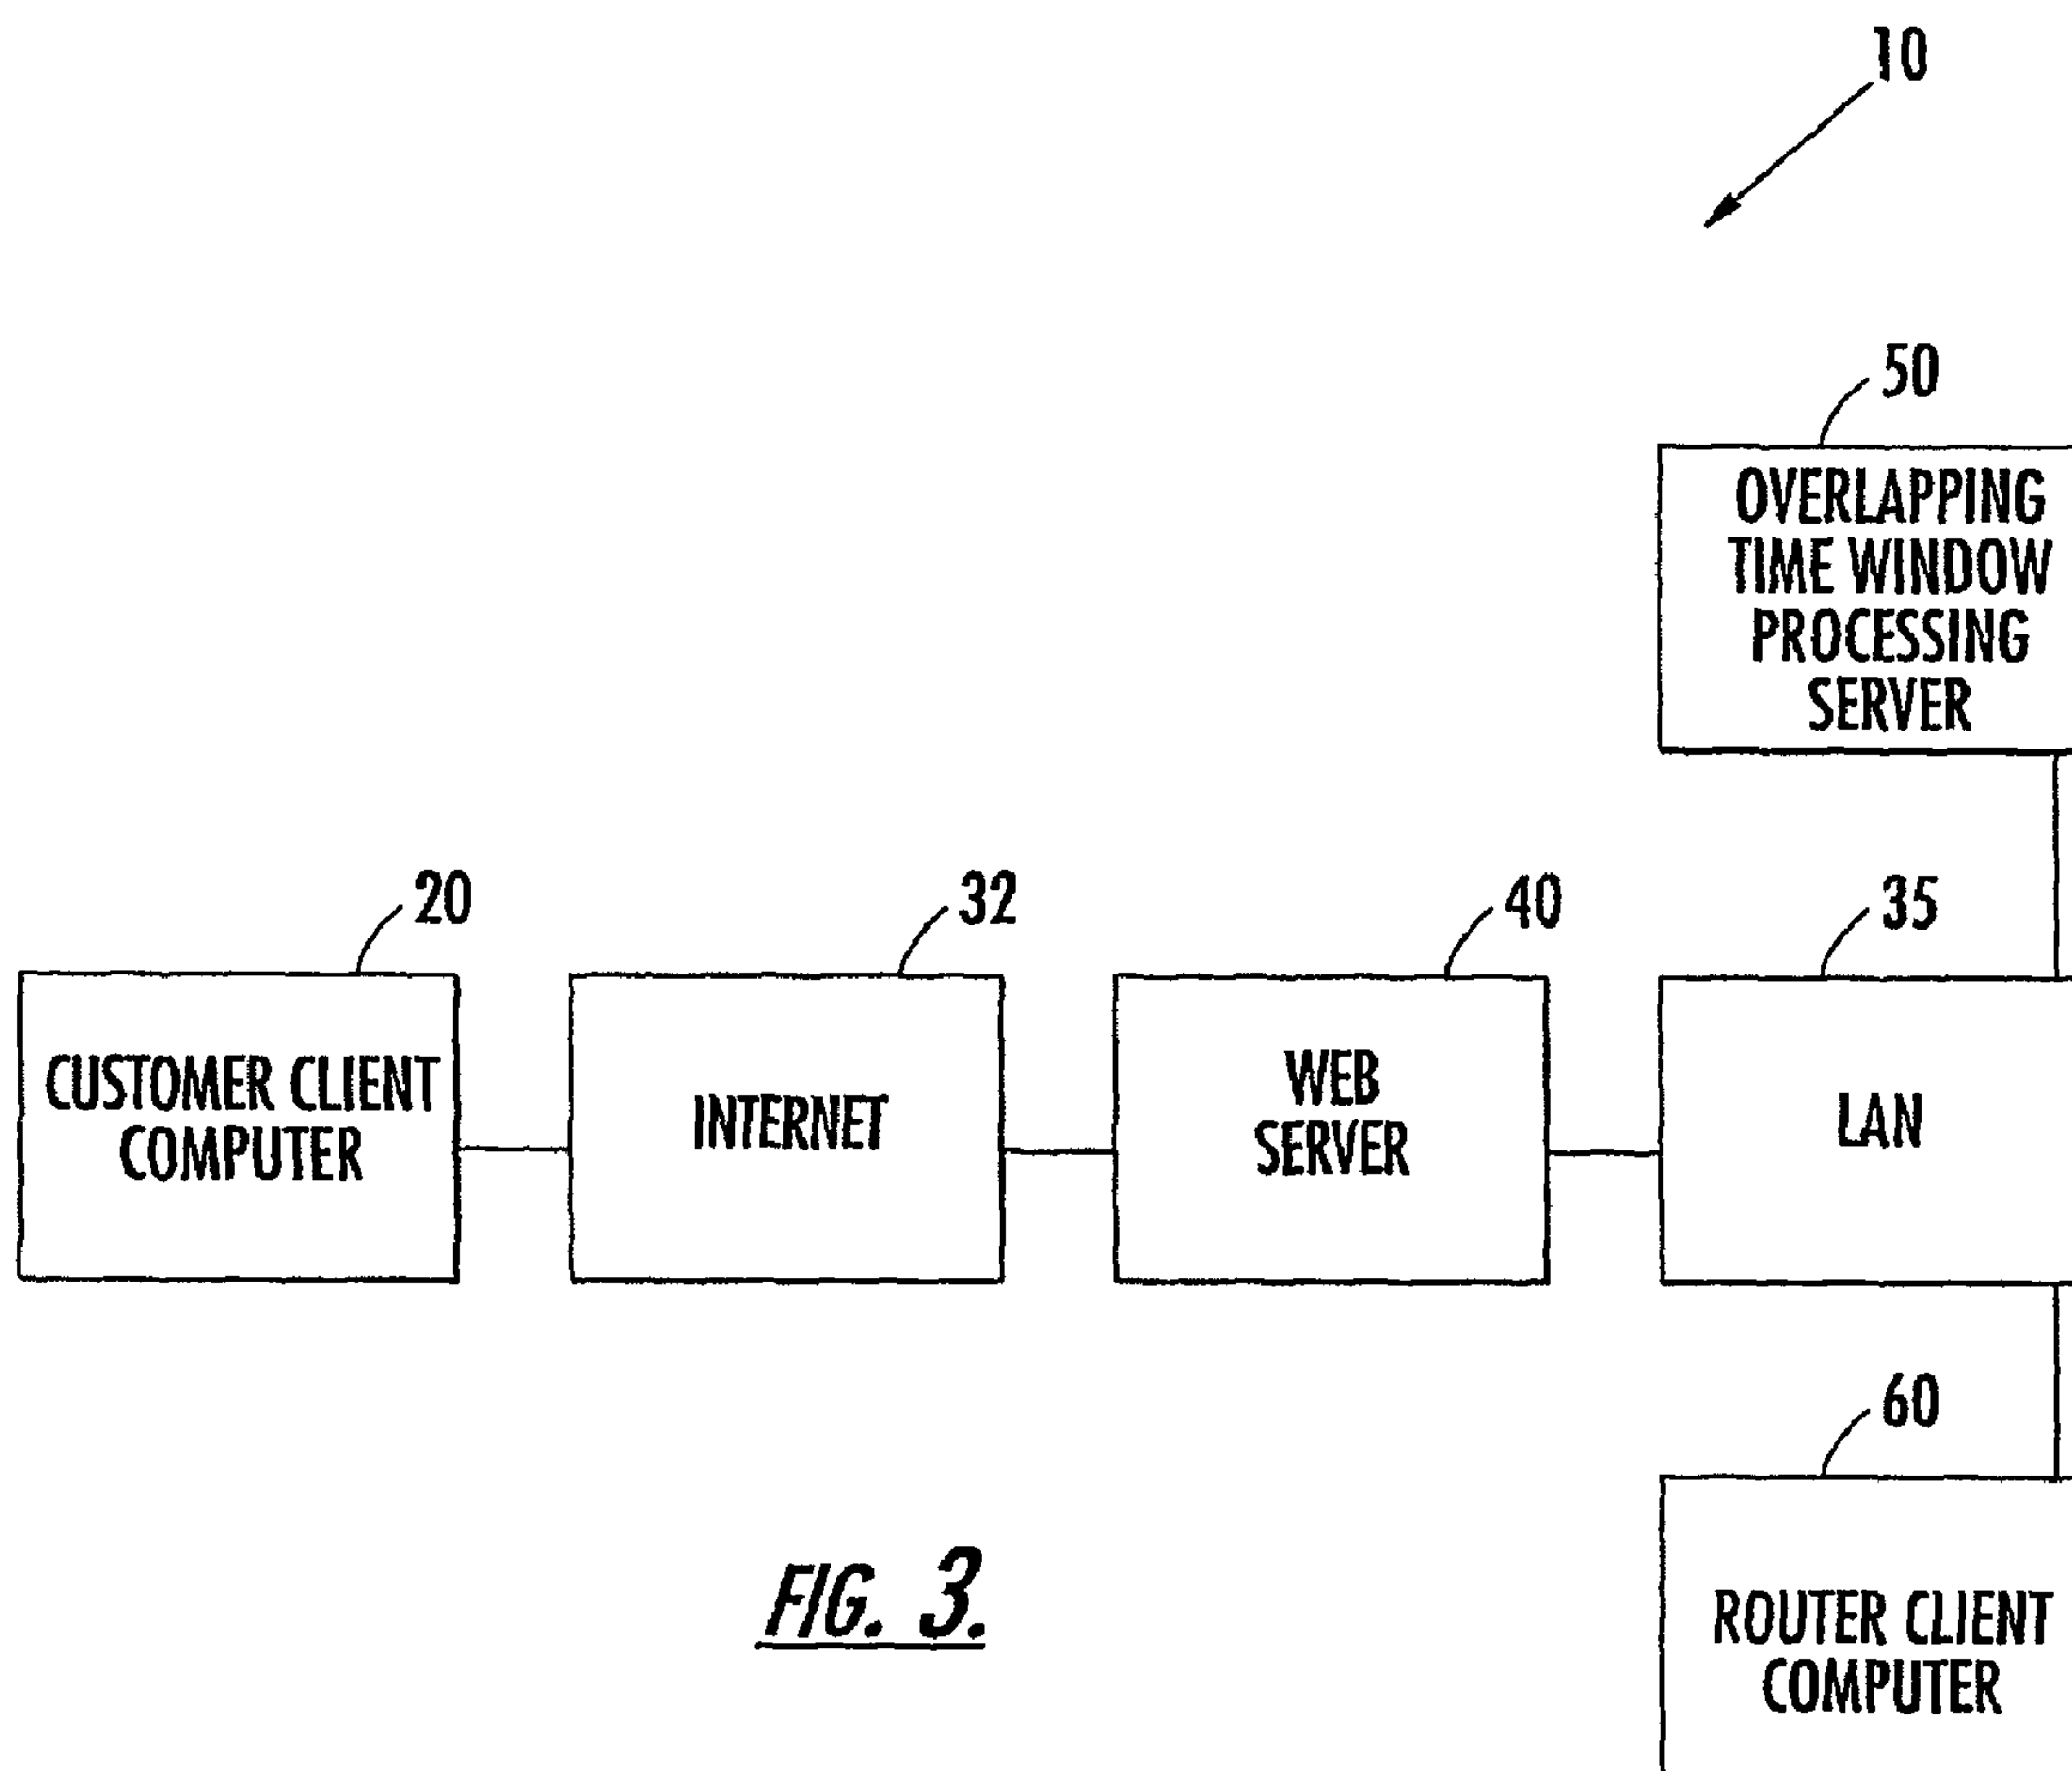 10
50
OVERLAPPING
TIME WINDOW
PROCESSING
SERVER
20
32
40
35
CUSTOMER CLIENT
COMPUTER
INTERNET
WEB
SERVER
LAN
60
ROUTER CLIENT
COMPUTER
FIG. 3.